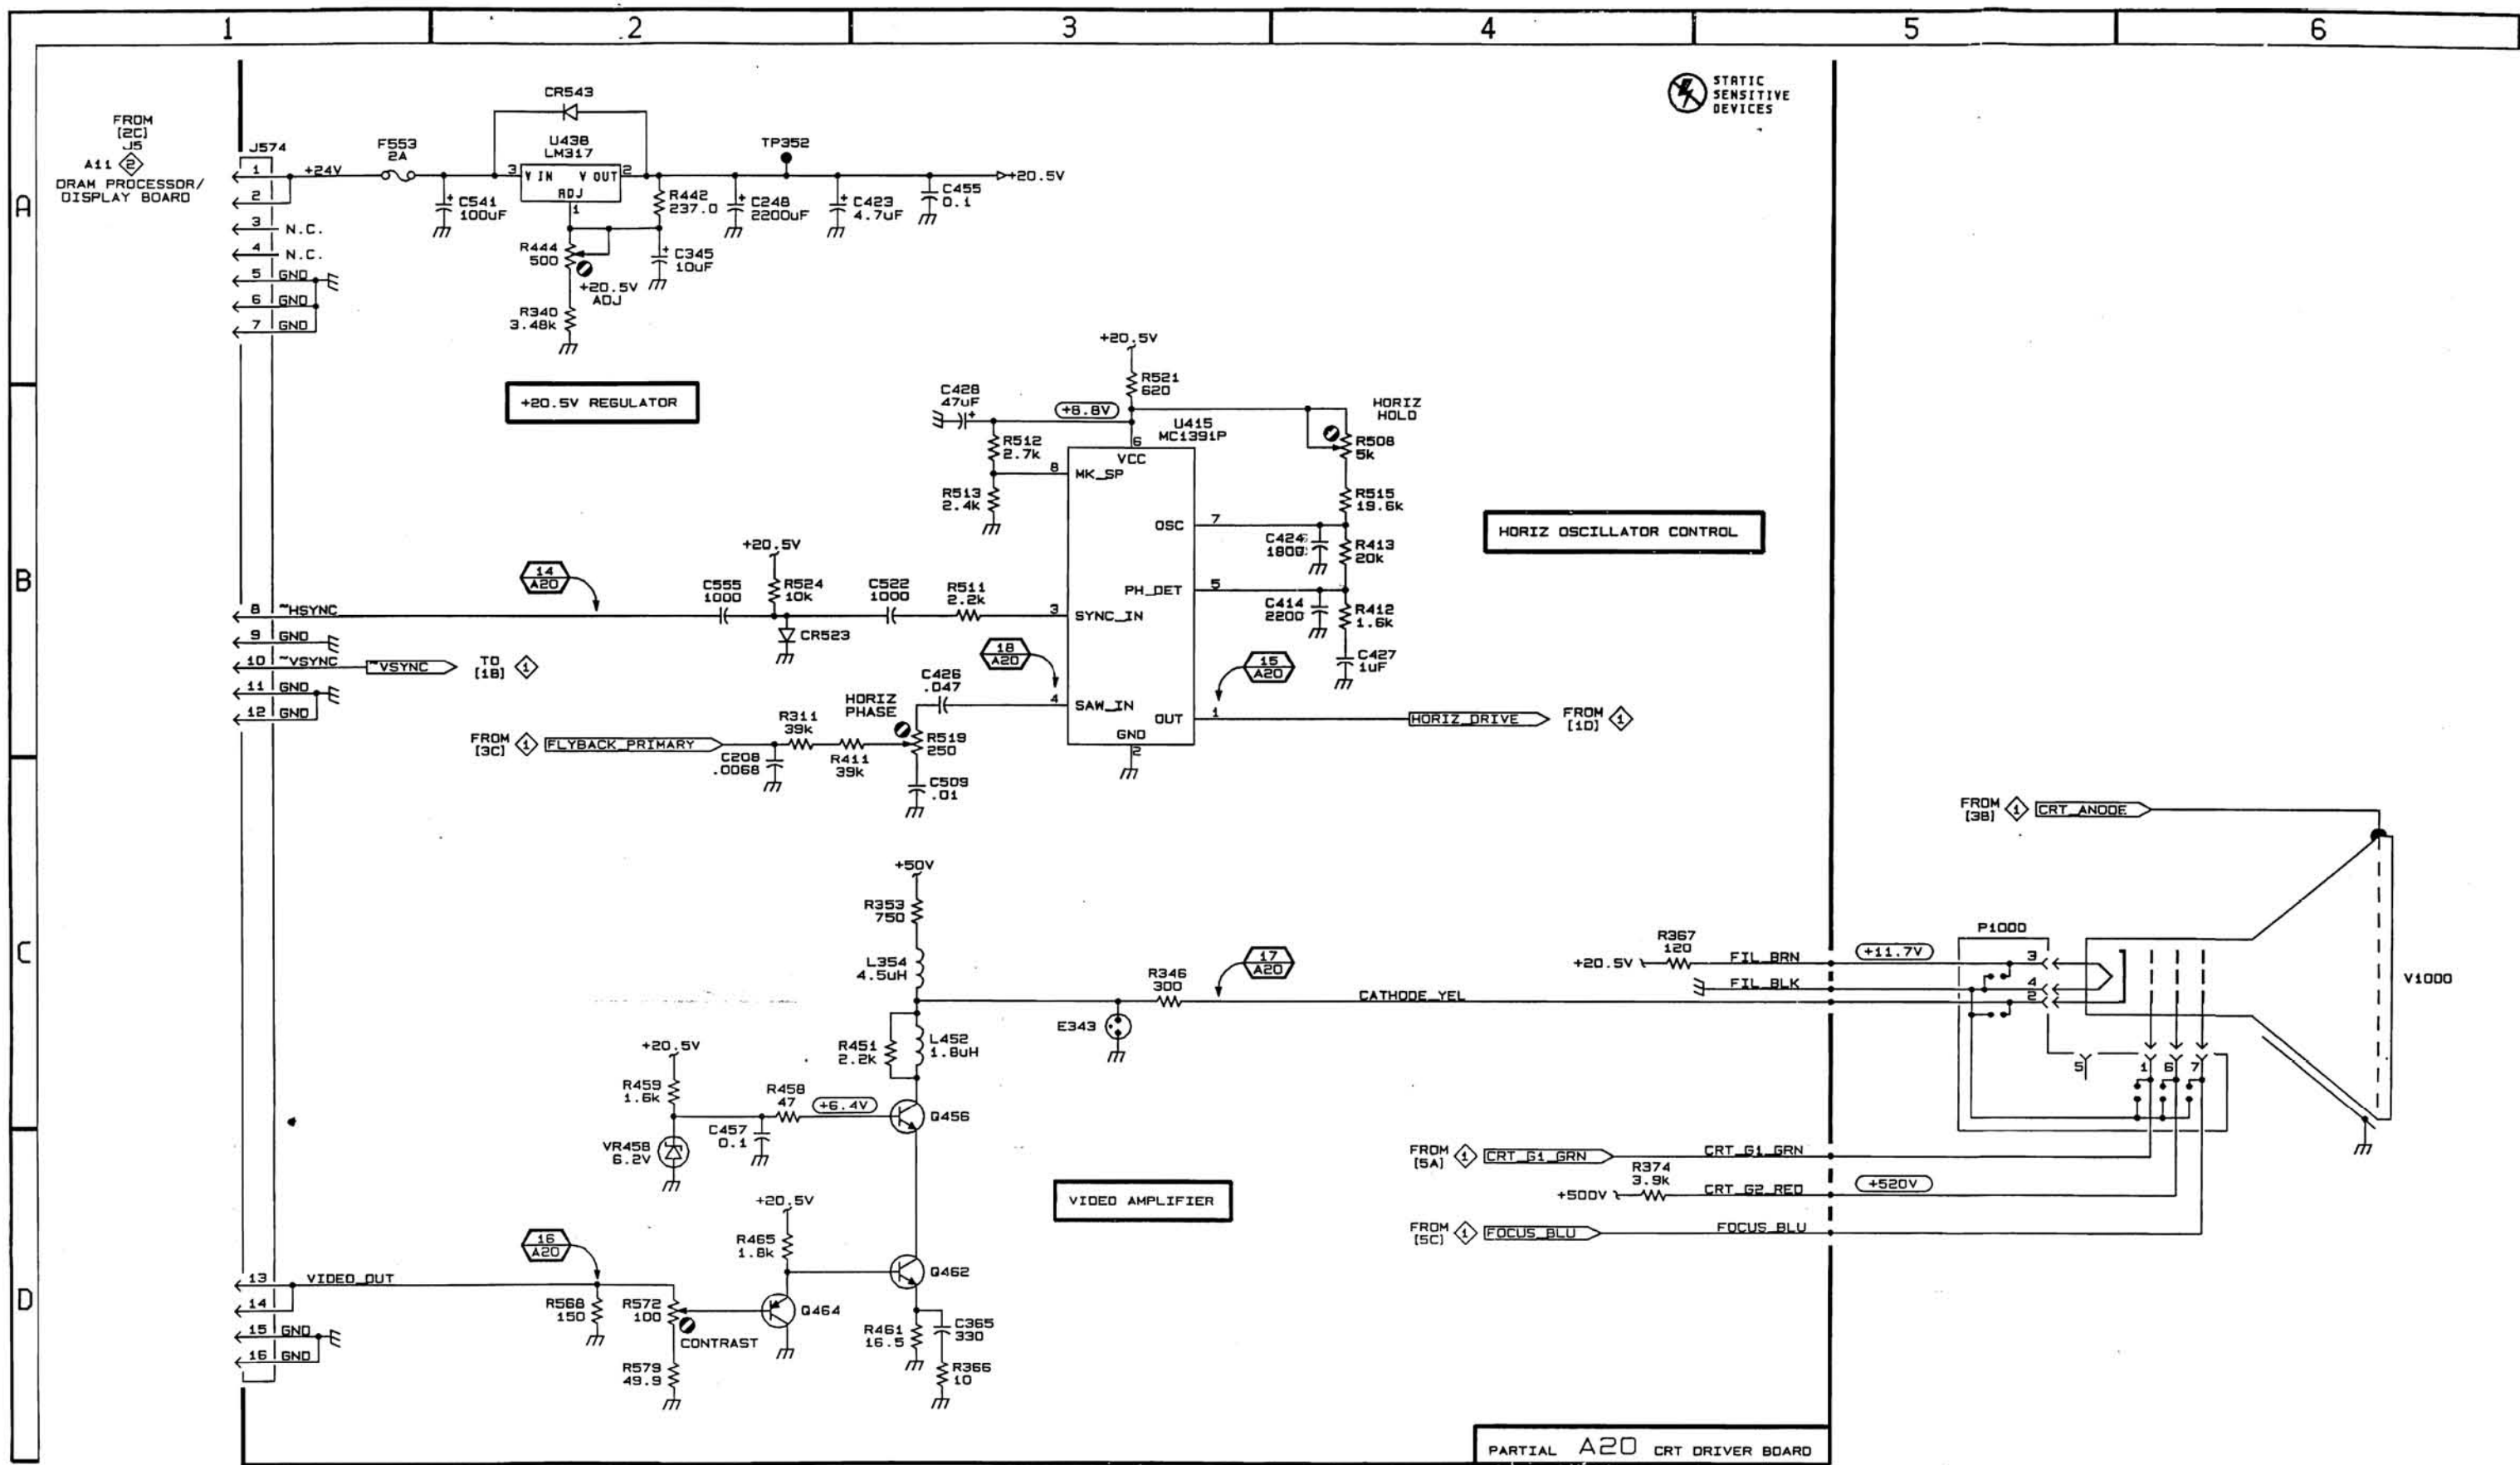 1 2 3 4 5 6
A
B
C
D
STATIC
SENSITIVE
DEVICES
FROM
[2C]
J5
A11 2
DRAM PROCESSOR/
DISPLAY BOARD
J574
1 +24V
2
3 N.C.
4 N.C.
5 GND
6 GND
7 GND
F553
2A
CR543
U438
LM317
3 V IN V OUT 2
ADJ
1
C541
100uF
R442
237.0
C248
2200uF
TP352
C423
4.7uF
C455
0.1
+20.5V
R444
500
+20.5V
ADJ
C345
10uF
R340
3.48k
+20.5V REGULATOR
+20.5V
R521
620
C428
47uF
+8.8V
U415
MC1391P
HORIZ
HOLD
R508
5k
R512
2.7k
R513
2.4k
6
VCC
8 MK_SP
OSC 7
PH_DET 5
3 SYNC_IN
4 SAW_IN
OUT 1
GND
2
R515
19.6k
C424
1800
R413
20k
C414
2200
R412
1.6k
C427
1uF
HORIZ OSCILLATOR CONTROL
8 ~HSYNC
9 GND
10 ~VSYNC
11 GND
12 GND
~VSYNC TO
[1B] 1
14
A20
C555
1000
+20.5V
R524
10k
CR523
C522
1000
R511
2.2k
18
A20
15
A20
C426
.047
HORIZ
PHASE
R519
250
FROM
[3C] 1 FLYBACK_PRIMARY
C208
.0068
R311
39k
R411
39k
C509
.01
HORIZ_DRIVE FROM
[1D] 1
FROM
[3B] 1 CRT_ANODE
+50V
R353
750
L354
4.5uH
17
A20
R346
300
CATHODE_YEL
E343
R451
2.2k
L452
1.8uH
+20.5V
R367
120
FIL_BRN
FIL_BLK
+11.7V
P1000
3
4
2
5 1 6 7
V1000
+20.5V
R459
1.6k
R458
47
+6.4V
Q456
C457
0.1
VR458
6.2V
VIDEO AMPLIFIER
FROM
[5A] 1 CRT_G1_GRN CRT_G1_GRN
R374
3.9k
+500V CRT_G2_RED +520V
FROM
[5C] 1 FOCUS_BLU FOCUS_BLU
+20.5V
R465
1.8k
Q462
16
A20
13 VIDEO_OUT
14
15 GND
16 GND
R568
150
R572
100
CONTRAST
Q464
R579
49.9
R461
16.5
C365
330
R366
10
PARTIAL A20 CRT DRIVER BOARD